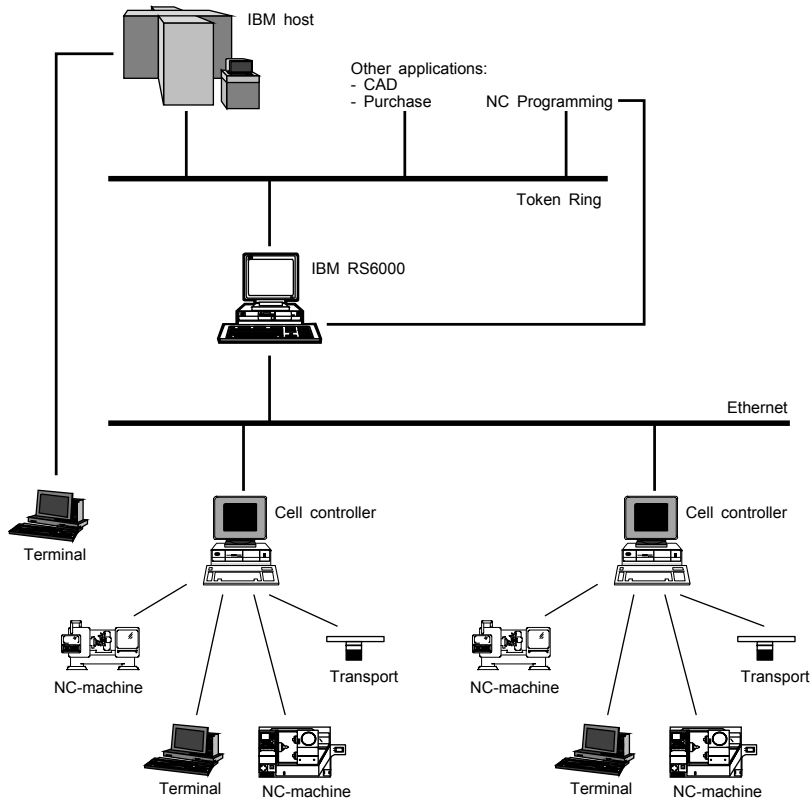 IBM host
Other applications:
- CAD
- Purchase
NC Programming
Token Ring
IBM RS6000
Ethernet
Cell controller
Cell controller
Terminal
NC-machine
Transport
NC-machine
Transport
Terminal
NC-machine
Terminal
NC-machine